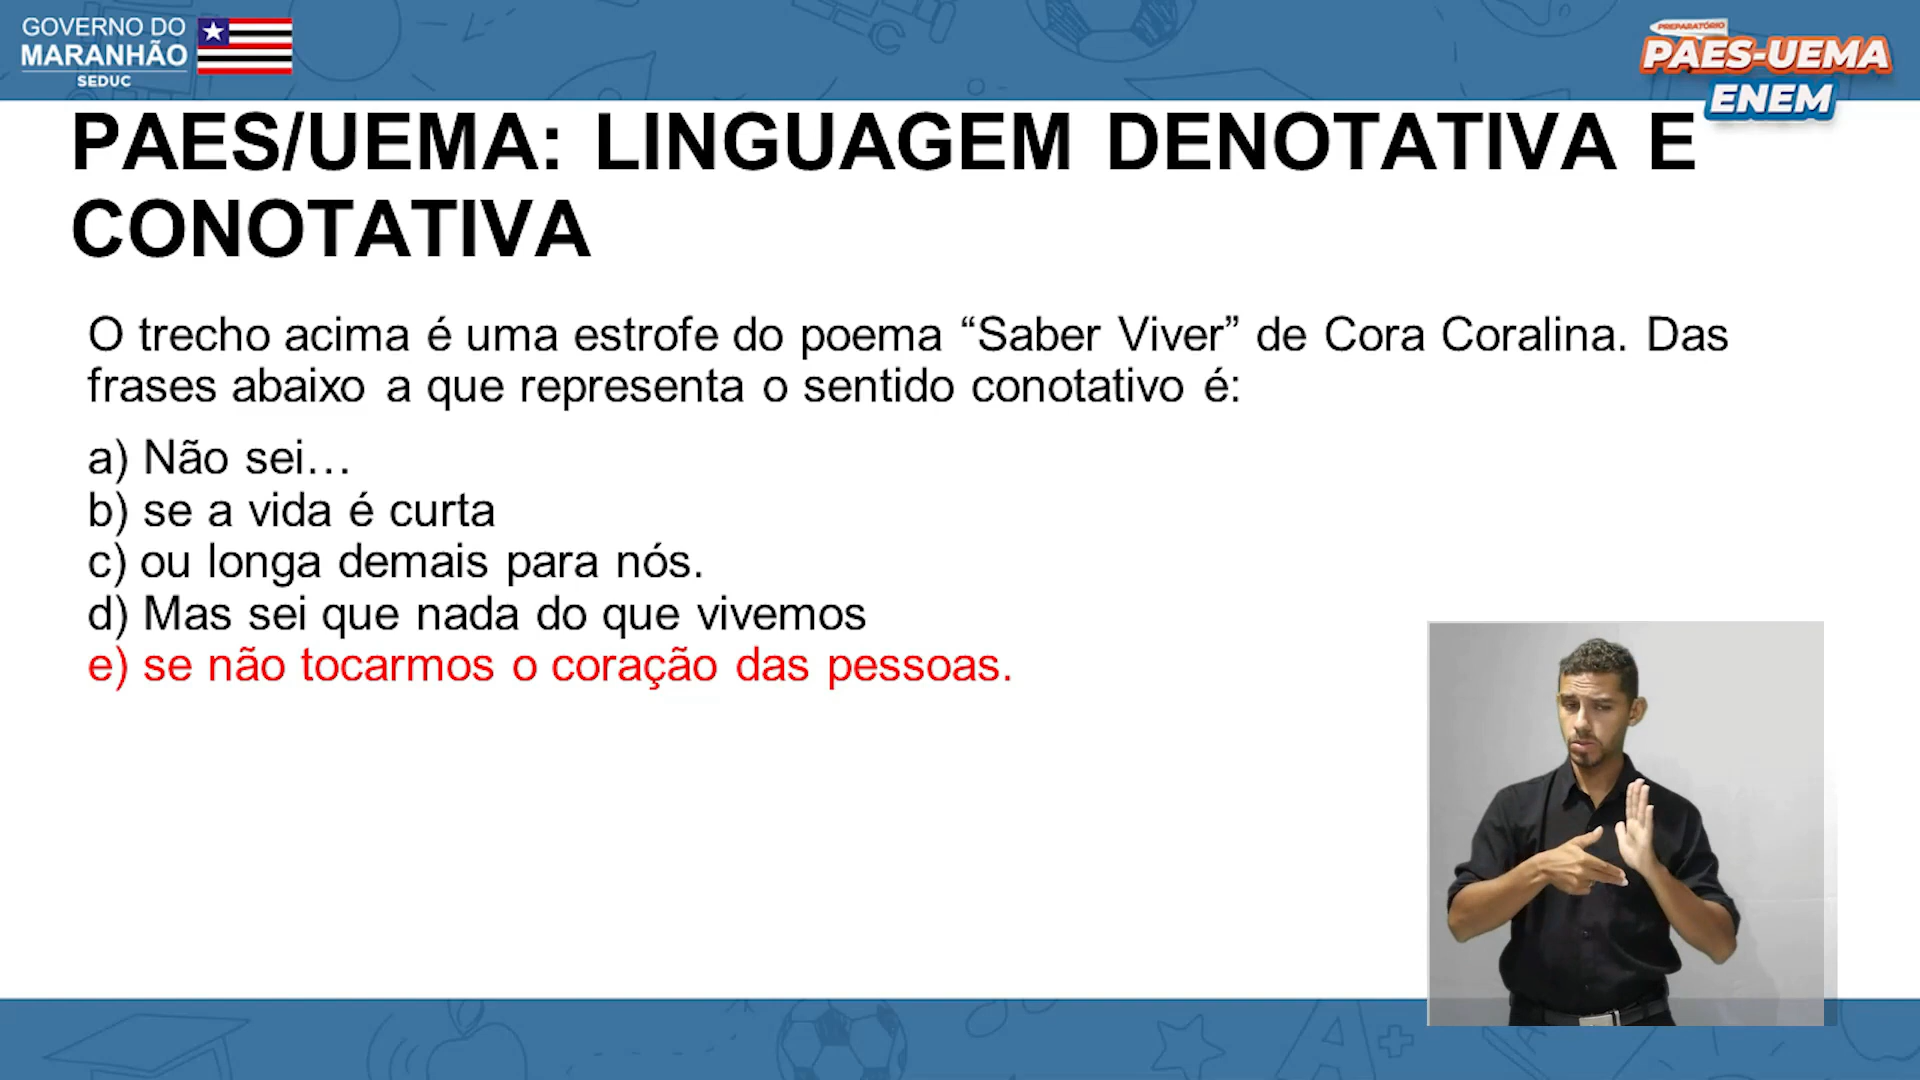 GOVERNO DO
MARANHÃO
SEDUC
PREPARATÓRIO
PAES-UEMA
ENEM
PAES/UEMA: LINGUAGEM DENOTATIVA E
CONOTATIVA
O trecho acima é uma estrofe do poema “Saber Viver” de Cora Coralina. Das
frases abaixo a que representa o sentido conotativo é:
a) Não sei…
b) se a vida é curta
c) ou longa demais para nós.
d) Mas sei que nada do que vivemos
e) se não tocarmos o coração das pessoas.